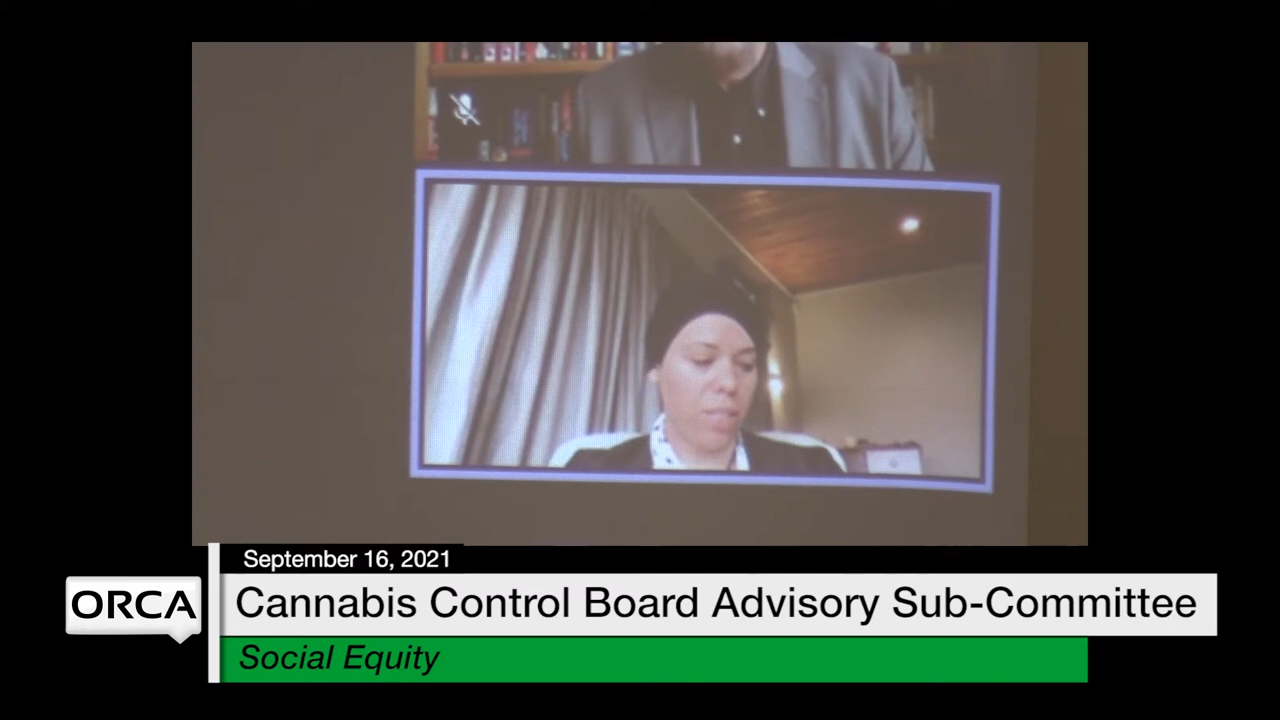 September 16, 2021
ORCA
Cannabis Control Board Advisory Sub-Committee
Social Equity